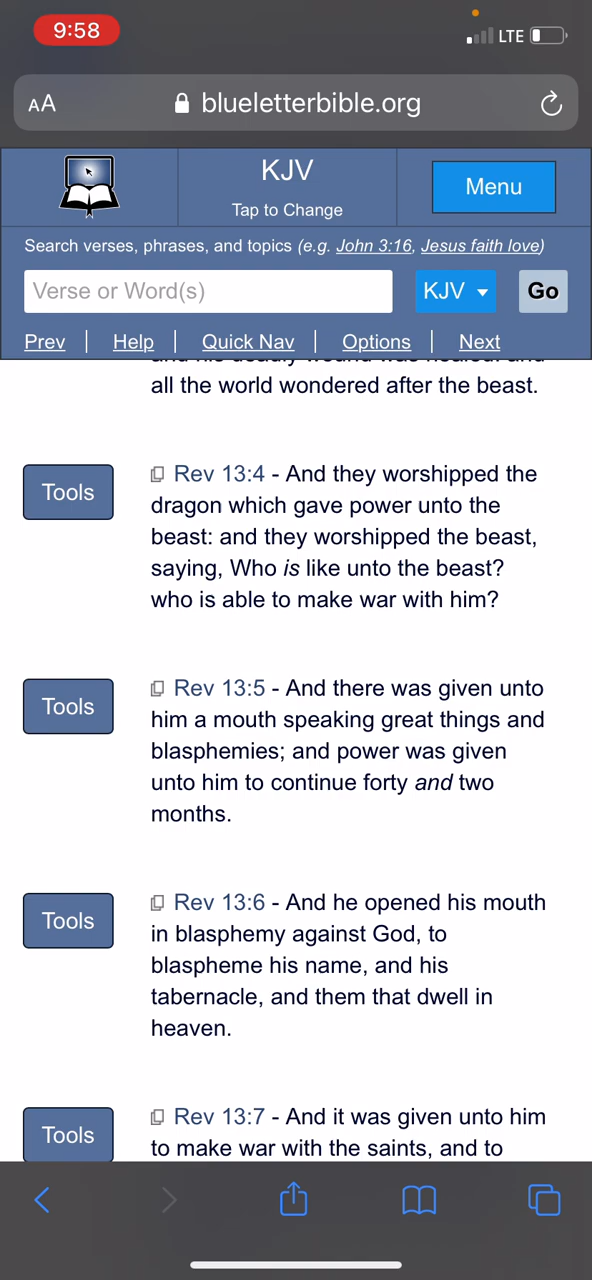 9:58
LTE
AA
blueletterbible.org
KJV
Tap to Change
Menu
Search verses, phrases, and topics (e.g. John 3:16, Jesus faith love)
Verse or Word(s)
KJV
Go
Prev | Help | Quick Nav | Options | Next
and his deadly wound was healed: and
all the world wondered after the beast.
Tools
Rev 13:4 - And they worshipped the
dragon which gave power unto the
beast: and they worshipped the beast,
saying, Who is like unto the beast?
who is able to make war with him?
Tools
Rev 13:5 - And there was given unto
him a mouth speaking great things and
blasphemies; and power was given
unto him to continue forty and two
months.
Tools
Rev 13:6 - And he opened his mouth
in blasphemy against God, to
blaspheme his name, and his
tabernacle, and them that dwell in
heaven.
Tools
Rev 13:7 - And it was given unto him
to make war with the saints, and to